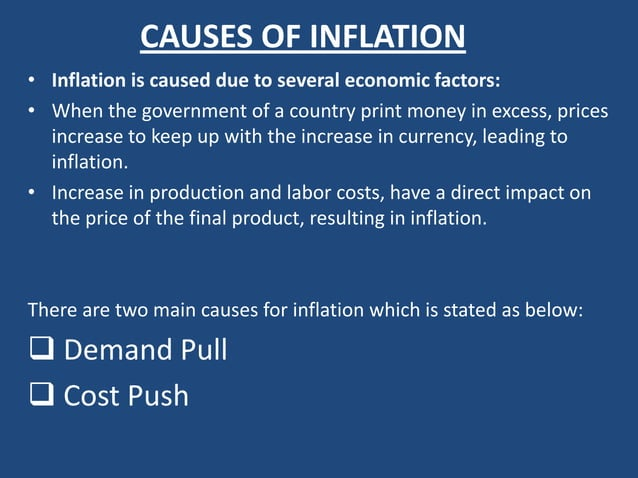 CAUSES OF INFLATION
• Inflation is caused due to several economic factors:
• When the government of a country print money in excess, prices
increase to keep up with the increase in currency, leading to
inflation.
• Increase in production and labor costs, have a direct impact on
the price of the final product, resulting in inflation.
There are two main causes for inflation which is stated as below:
❑ Demand Pull
❑ Cost Push